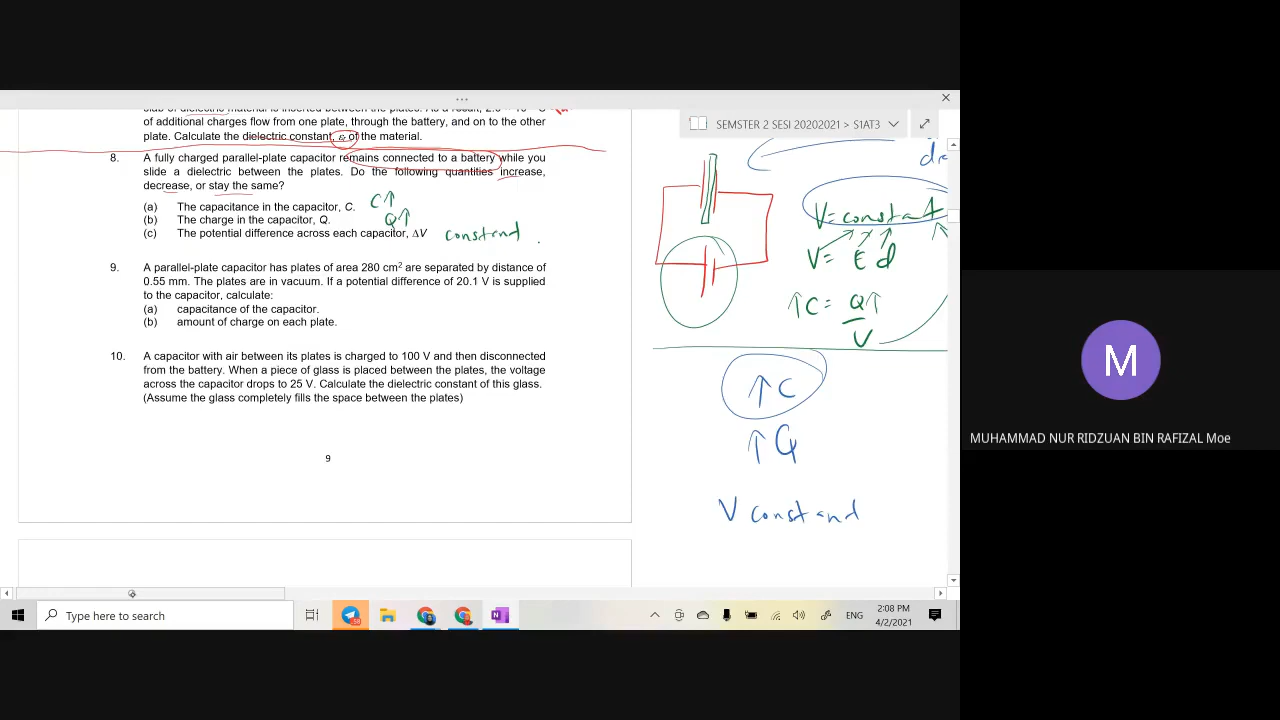 of additional charges flow from one plate, through the battery, and on to the other
plate. Calculate the dielectric constant, εr of the material.
8. A fully charged parallel-plate capacitor remains connected to a battery while you
slide a dielectric between the plates. Do the following quantities increase,
decrease, or stay the same?
(a) The capacitance in the capacitor, C. C↑
(b) The charge in the capacitor, Q. Q↑
(c) The potential difference across each capacitor, ΔV constand
9. A parallel-plate capacitor has plates of area 280 cm² are separated by distance of
0.55 mm. The plates are in vacuum. If a potential difference of 20.1 V is supplied
to the capacitor, calculate:
(a) capacitance of the capacitor.
(b) amount of charge on each plate.
10. A capacitor with air between its plates is charged to 100 V and then disconnected
from the battery. When a piece of glass is placed between the plates, the voltage
across the capacitor drops to 25 V. Calculate the dielectric constant of this glass.
(Assume the glass completely fills the space between the plates)
9
SEMSTER 2 SESI 20202021 > S1AT3
V=constant
V= E d
↑C= Q↑
V
↑ C
↑ Q
V constand
M
MUHAMMAD NUR RIDZUAN BIN RAFIZAL Moe
Type here to search
ENG
2:08 PM
4/2/2021